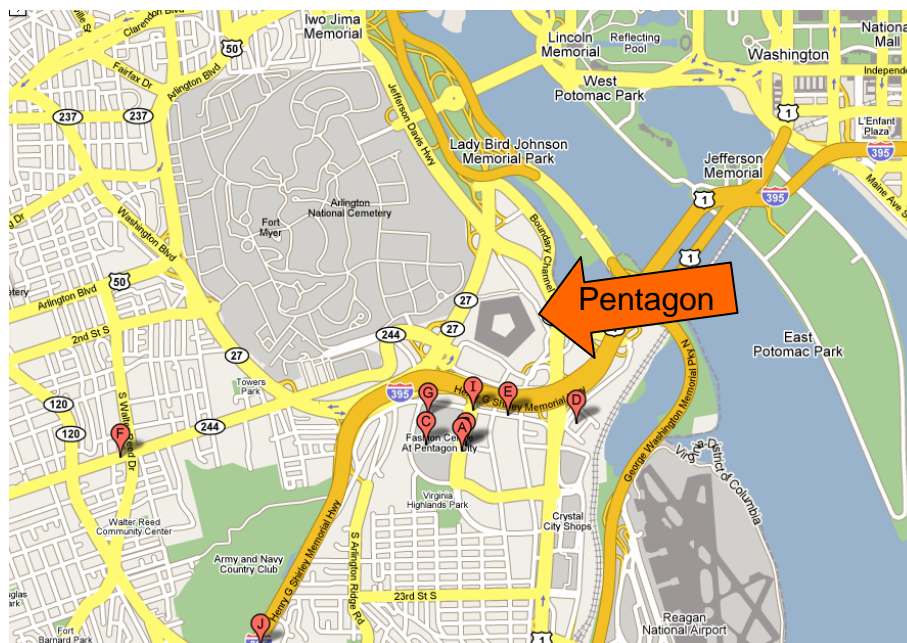 Clarendon Blvd
50
Iwo Jima
Memorial
Fairfax Dr
Arlington Blvd
237
237
Lincoln
Memorial
Reflecting
Pool
Washington
National
Mall
Independ
West
Potomac Park
1
L'Enfant
Plaza
395
Jefferson Davis Hwy
Lady Bird Johnson
Memorial Park
Jefferson
Memorial
395
Maine Ave S
1
Washington Blvd
Fort
Myer
Arlington
National Cemetery
Boundary Channel
1
50
Arlington Blvd
2nd St S
27
27
27
244
Pentagon
East
Potomac Park
Towers
Park
120
120
S Walter Reed Dr
244
F
395
G
I
E
D
C
A
Henry G Shirley Memorial Hwy
Fashion Centre
At Pentagon City
George Washington Memorial Pky N
Virginia
District of Columbia
Virginia
Highlands Park
Crystal
City Shops
Walter Reed
Community Center
Army and Navy
Country Club
Henry G Shirley Memorial Hwy
S Arlington Ridge Rd
23rd St S
Douglas
Park
Fort
Barnard Park
J
1
Reagan
National Airport